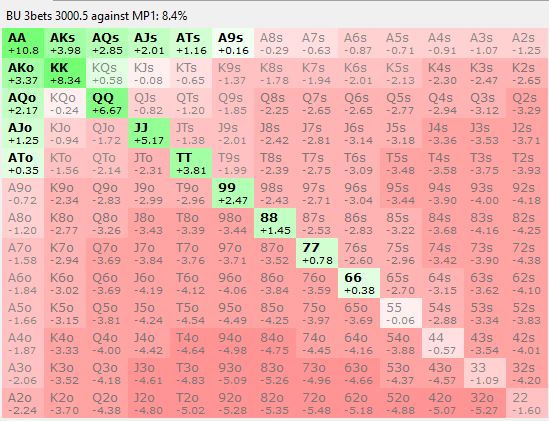 BU 3bets 3000.5 against MP1: 8.4%
AA AKs AQs AJs ATs A9s A8s A7s A6s A5s A4s A3s A2s
+10.8 +3.98 +2.85 +2.01 +1.16 +0.16 -0.29 -0.63 -0.87 -0.71 -0.91 -1.07 -1.25
AKo KK KQs KJs KTs K9s K8s K7s K6s K5s K4s K3s K2s
+3.37 +8.34 +0.58 -0.08 -0.65 -1.37 -1.78 -1.94 -2.01 -2.13 -2.30 -2.47 -2.65
AQo KQo QQ QJs QTs Q9s Q8s Q7s Q6s Q5s Q4s Q3s Q2s
+2.17 -0.24 +6.67 -0.82 -1.20 -1.85 -2.25 -2.65 -2.65 -2.77 -2.94 -3.12 -3.29
AJo KJo QJo JJ JTs J9s J8s J7s J6s J5s J4s J3s J2s
+1.25 -0.94 -1.72 +5.17 -1.38 -2.01 -2.42 -2.81 -3.14 -3.18 -3.36 -3.53 -3.71
ATo KTo QTo JTo TT T9s T8s T7s T6s T5s T4s T3s T2s
+0.35 -1.56 -2.14 -2.31 +3.81 -1.99 -2.39 -2.75 -3.09 -3.48 -3.58 -3.75 -3.93
A9o K9o Q9o J9o T9o 99 98s 97s 96s 95s 94s 93s 92s
-0.72 -2.34 -2.83 -2.99 -2.96 +2.47 -2.43 -2.71 -3.04 -3.44 -3.90 -4.00 -4.18
A8o K8o Q8o J8o T8o 98o 88 87s 86s 85s 84s 83s 82s
-1.20 -2.77 -3.26 -3.43 -3.39 -3.44 +1.45 -2.53 -2.83 -3.22 -3.68 -4.16 -4.25
A7o K7o Q7o J7o T7o 97o 87o 77 76s 75s 74s 73s 72s
-1.58 -2.94 -3.69 -3.84 -3.76 -3.71 -3.52 +0.78 -2.60 -2.96 -3.42 -3.90 -4.38
A6o K6o Q6o J6o T6o 96o 86o 76o 66 65s 64s 63s 62s
-1.84 -3.02 -3.69 -4.19 -4.12 -4.06 -3.84 -3.59 +0.38 -2.70 -3.15 -3.62 -4.10
A5o K5o Q5o J5o T5o 95o 85o 75o 65o 55 54s 53s 52s
-1.66 -3.15 -3.81 -4.24 -4.54 -4.49 -4.25 -3.97 -3.69 -0.06 -2.88 -3.34 -3.83
A4o K4o Q4o J4o T4o 94o 84o 74o 64o 54o 44 43s 42s
-1.87 -3.33 -4.00 -4.42 -4.64 -4.98 -4.75 -4.45 -4.16 -3.88 -0.57 -3.54 -4.01
A3o K3o Q3o J3o T3o 93o 83o 73o 63o 53o 43o 33 32s
-2.06 -3.52 -4.18 -4.61 -4.83 -5.09 -5.26 -4.96 -4.66 -4.37 -4.57 -1.09 -4.20
A2o K2o Q2o J2o T2o 92o 82o 72o 62o 52o 42o 32o 22
-2.24 -3.70 -4.38 -4.80 -5.02 -5.28 -5.35 -5.48 -5.18 -4.88 -5.07 -5.27 -1.60